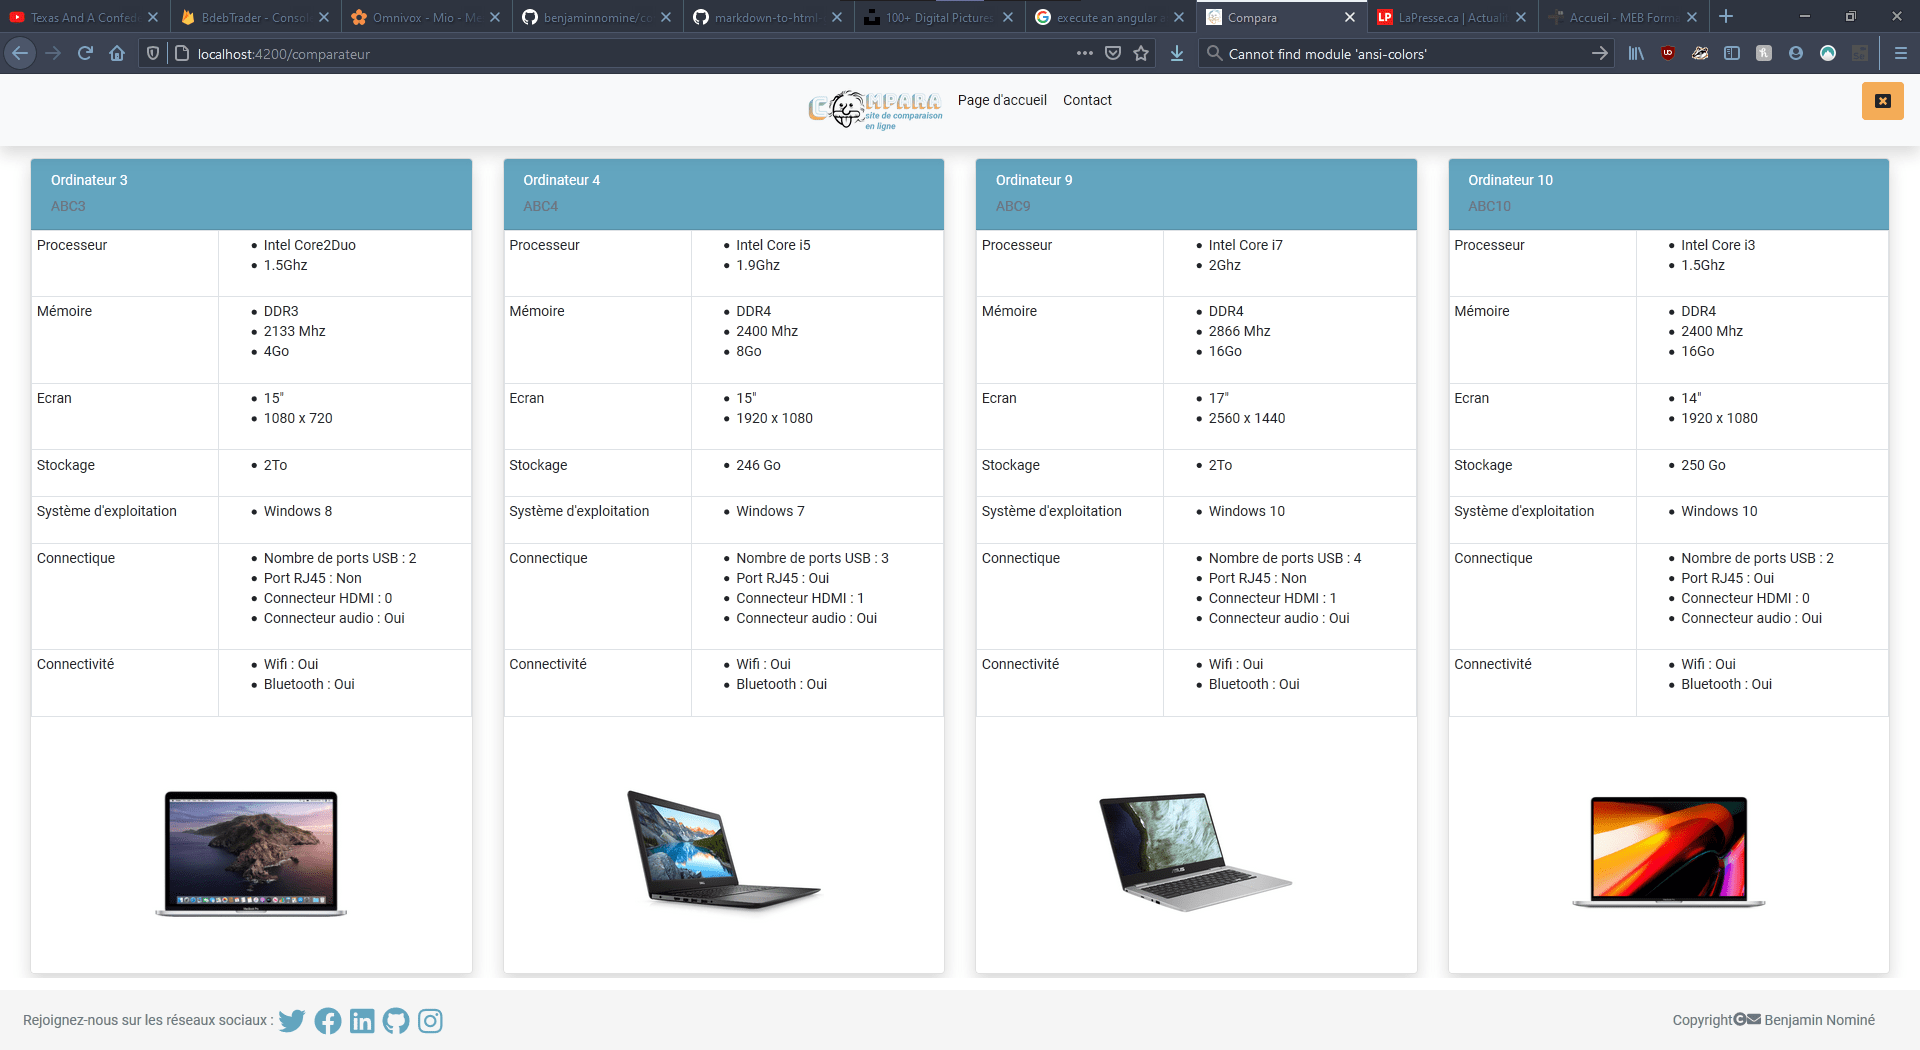 Texas And A Confede
BdebTrader - Consol
Omnivox - Mio - Me
benjaminnomine/co
markdown-to-html-
100+ Digital Pictures
execute an angular a
Compara
LaPresse.ca | Actualit
Accueil - MEB Forma
localhost:4200/comparateur
Cannot find module 'ansi-colors'
COMPARA
site de comparaison
en ligne
Page d'accueil
Contact
Ordinateur 3
ABC3
Processeur
• Intel Core2Duo
• 1.5Ghz
Mémoire
• DDR3
• 2133 Mhz
• 4Go
Ecran
• 15"
• 1080 x 720
Stockage
• 2To
Système d'exploitation
• Windows 8
Connectique
• Nombre de ports USB : 2
• Port RJ45 : Non
• Connecteur HDMI : 0
• Connecteur audio : Oui
Connectivité
• Wifi : Oui
• Bluetooth : Oui
Ordinateur 4
ABC4
Processeur
• Intel Core i5
• 1.9Ghz
Mémoire
• DDR4
• 2400 Mhz
• 8Go
Ecran
• 15"
• 1920 x 1080
Stockage
• 246 Go
Système d'exploitation
• Windows 7
Connectique
• Nombre de ports USB : 3
• Port RJ45 : Oui
• Connecteur HDMI : 1
• Connecteur audio : Oui
Connectivité
• Wifi : Oui
• Bluetooth : Oui
Ordinateur 9
ABC9
Processeur
• Intel Core i7
• 2Ghz
Mémoire
• DDR4
• 2866 Mhz
• 16Go
Ecran
• 17"
• 2560 x 1440
Stockage
• 2To
Système d'exploitation
• Windows 10
Connectique
• Nombre de ports USB : 4
• Port RJ45 : Non
• Connecteur HDMI : 1
• Connecteur audio : Oui
Connectivité
• Wifi : Oui
• Bluetooth : Oui
ASUS
Ordinateur 10
ABC10
Processeur
• Intel Core i3
• 1.5Ghz
Mémoire
• DDR4
• 2400 Mhz
• 16Go
Ecran
• 14"
• 1920 x 1080
Stockage
• 250 Go
Système d'exploitation
• Windows 10
Connectique
• Nombre de ports USB : 2
• Port RJ45 : Oui
• Connecteur HDMI : 0
• Connecteur audio : Oui
Connectivité
• Wifi : Oui
• Bluetooth : Oui
Rejoignez-nous sur les réseaux sociaux :
Copyright Benjamin Nominé